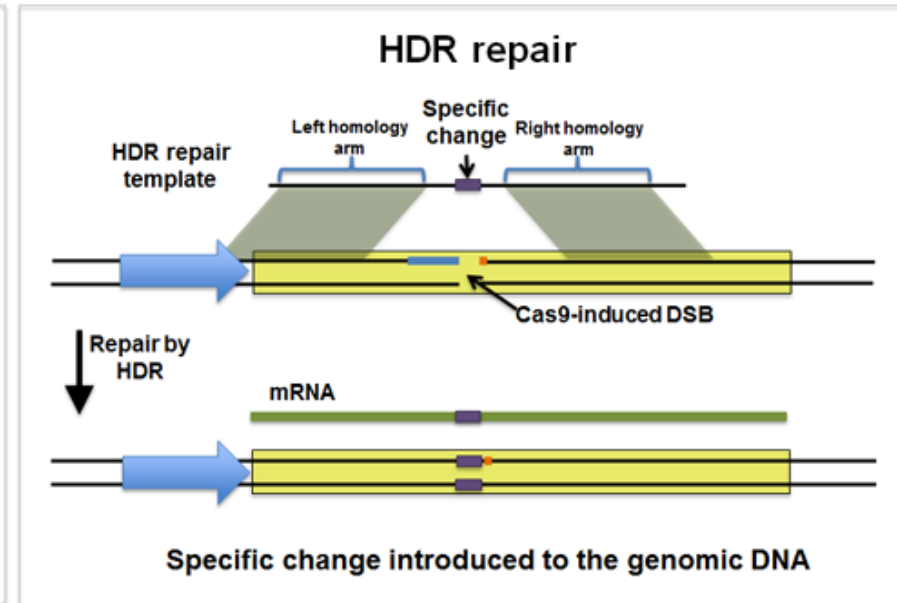 HDR repair
Specific
change
Left homology
arm
Right homology
arm
HDR repair
template
Cas9-induced DSB
Repair by
HDR
mRNA
Specific change introduced to the genomic DNA